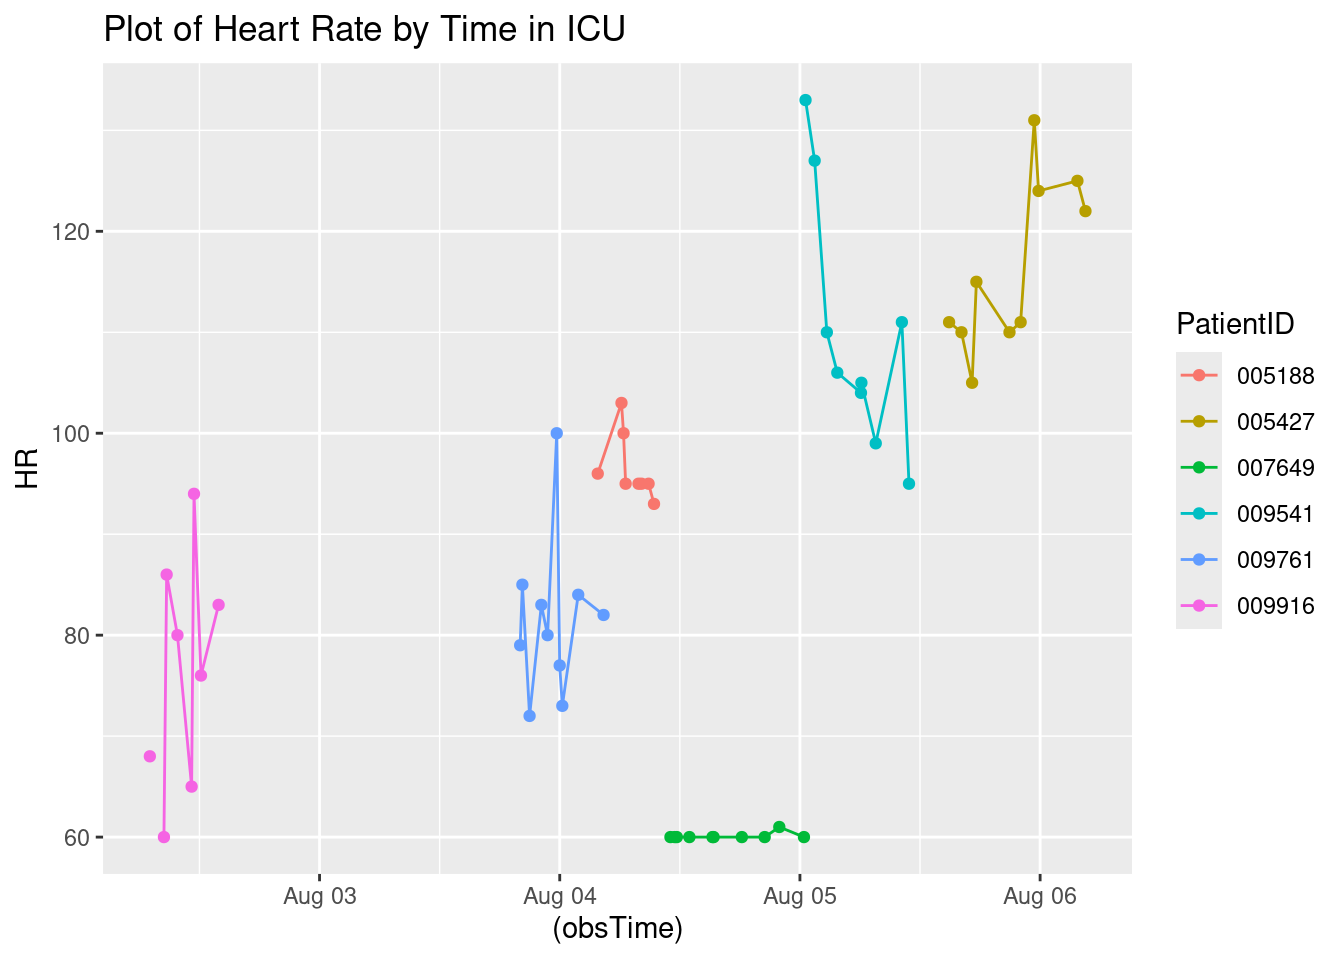 Plot of Heart Rate by Time in ICU
HR
120
100
80
60
Aug 03 Aug 04 Aug 05 Aug 06
(obsTime)
PatientID
005188
005427
007649
009541
009761
009916